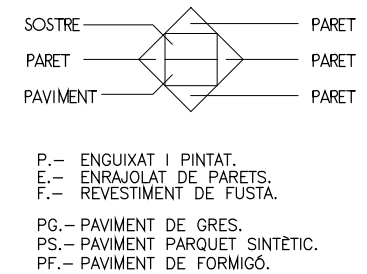 SOSTRE PARET
PARET PARET
PAVIMENT PARET
P.- ENGUIXAT I PINTAT.
E.- ENRAJOLAT DE PARETS.
F.- REVESTIMENT DE FUSTA.
PG.- PAVIMENT DE GRES.
PS.- PAVIMENT PARQUET SINTÈTIC.
PF.- PAVIMENT DE FORMIGÓ.